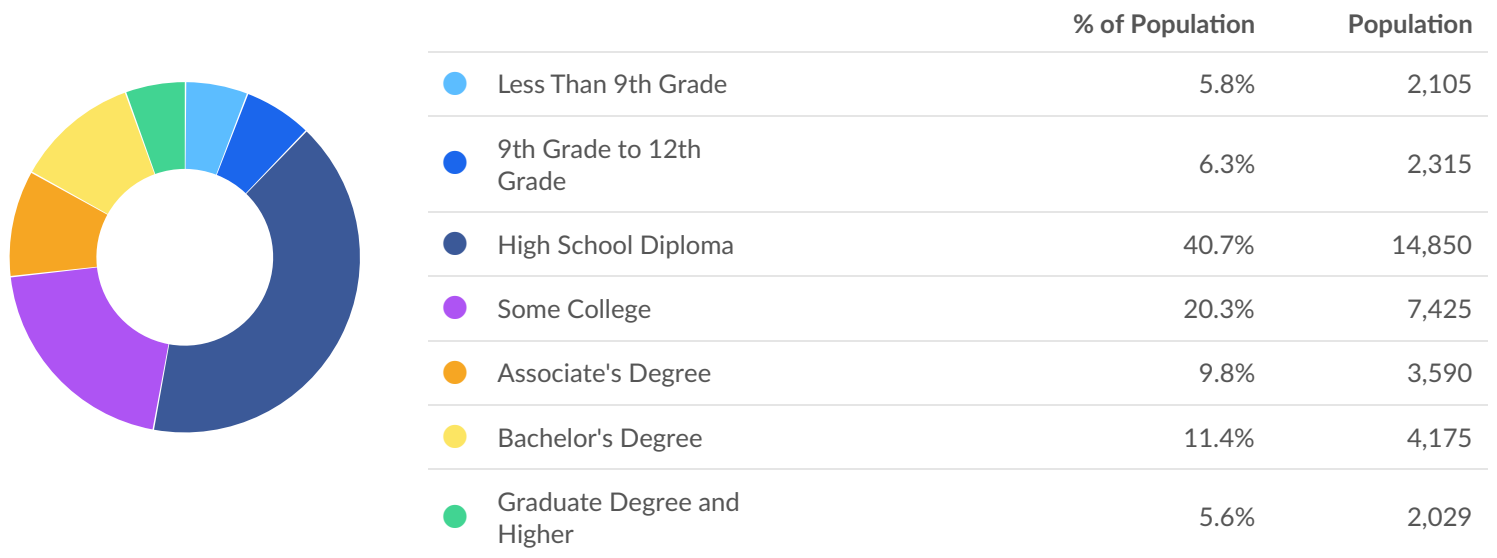 % of Population Population
Less Than 9th Grade 5.8% 2,105
9th Grade to 12th
Grade 6.3% 2,315
High School Diploma 40.7% 14,850
Some College 20.3% 7,425
Associate's Degree 9.8% 3,590
Bachelor's Degree 11.4% 4,175
Graduate Degree and
Higher 5.6% 2,029